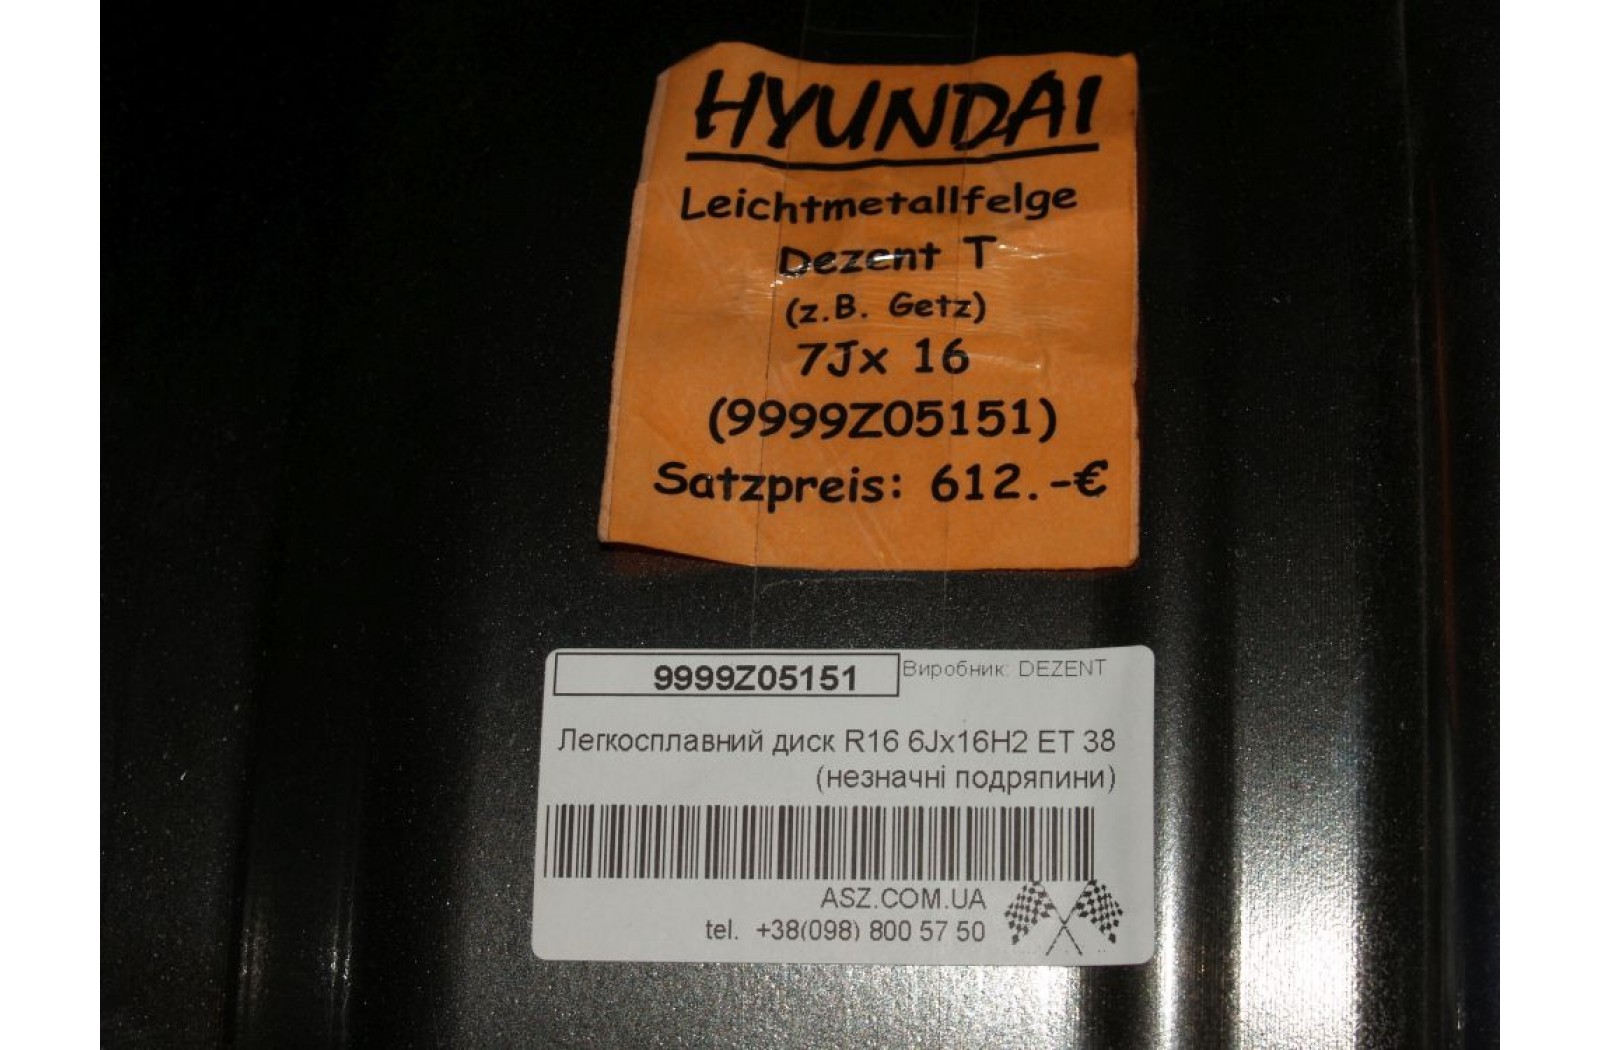 HYUNDAI
Leichtmetallfelge
Dezent T
(z.B. Getz)
7Jx 16
(9999Z05151)
Satzpreis: 612.-€
9999Z05151 Виробник: DEZENT
Легкосплавний диск R16 6Jx16H2 ET 38
(незначні подряпини)
ASZ.COM.UA
tel. +38(098) 800 57 50